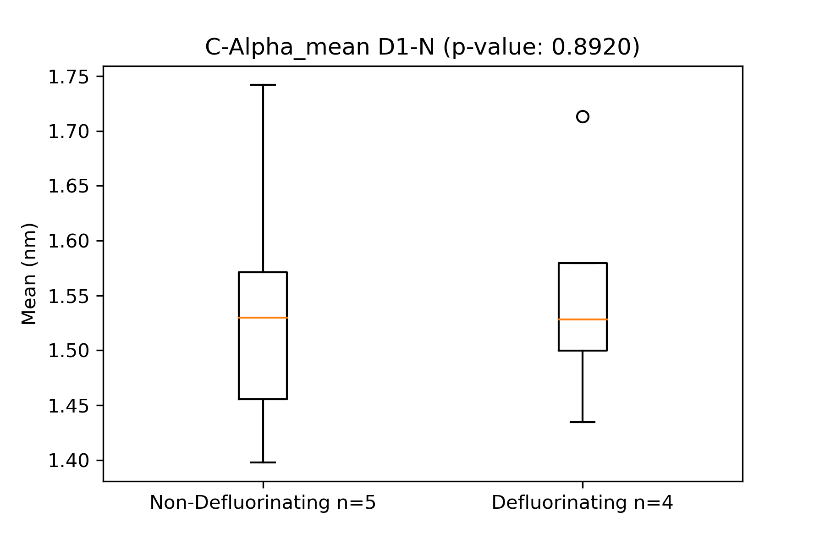 C-Alpha_mean D1-N (p-value: 0.8920)
Mean (nm)
1.75
1.70
1.65
1.60
1.55
1.50
1.45
1.40
Non-Defluorinating n=5
Defluorinating n=4